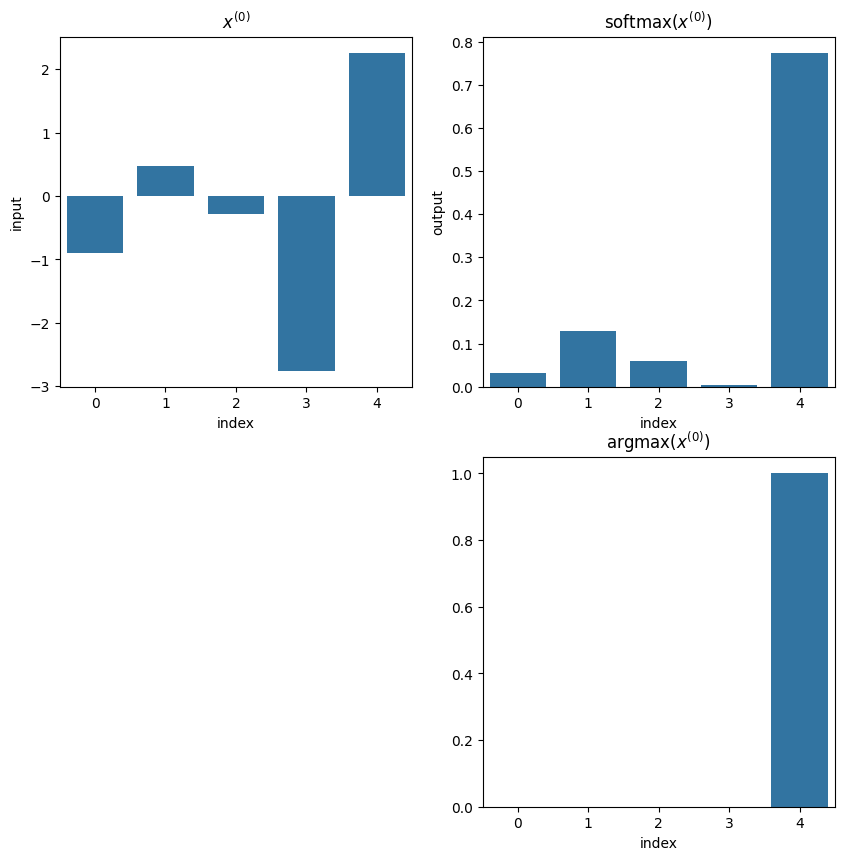 x^(0)
2
1
0
−1
−2
−3
input
0 1 2 3 4
index
softmax(x^(0))
0.8
0.7
0.6
0.5
0.4
0.3
0.2
0.1
0.0
output
0 1 2 3 4
index
argmax(x^(0))
1.0
0.8
0.6
0.4
0.2
0.0
0 1 2 3 4
index